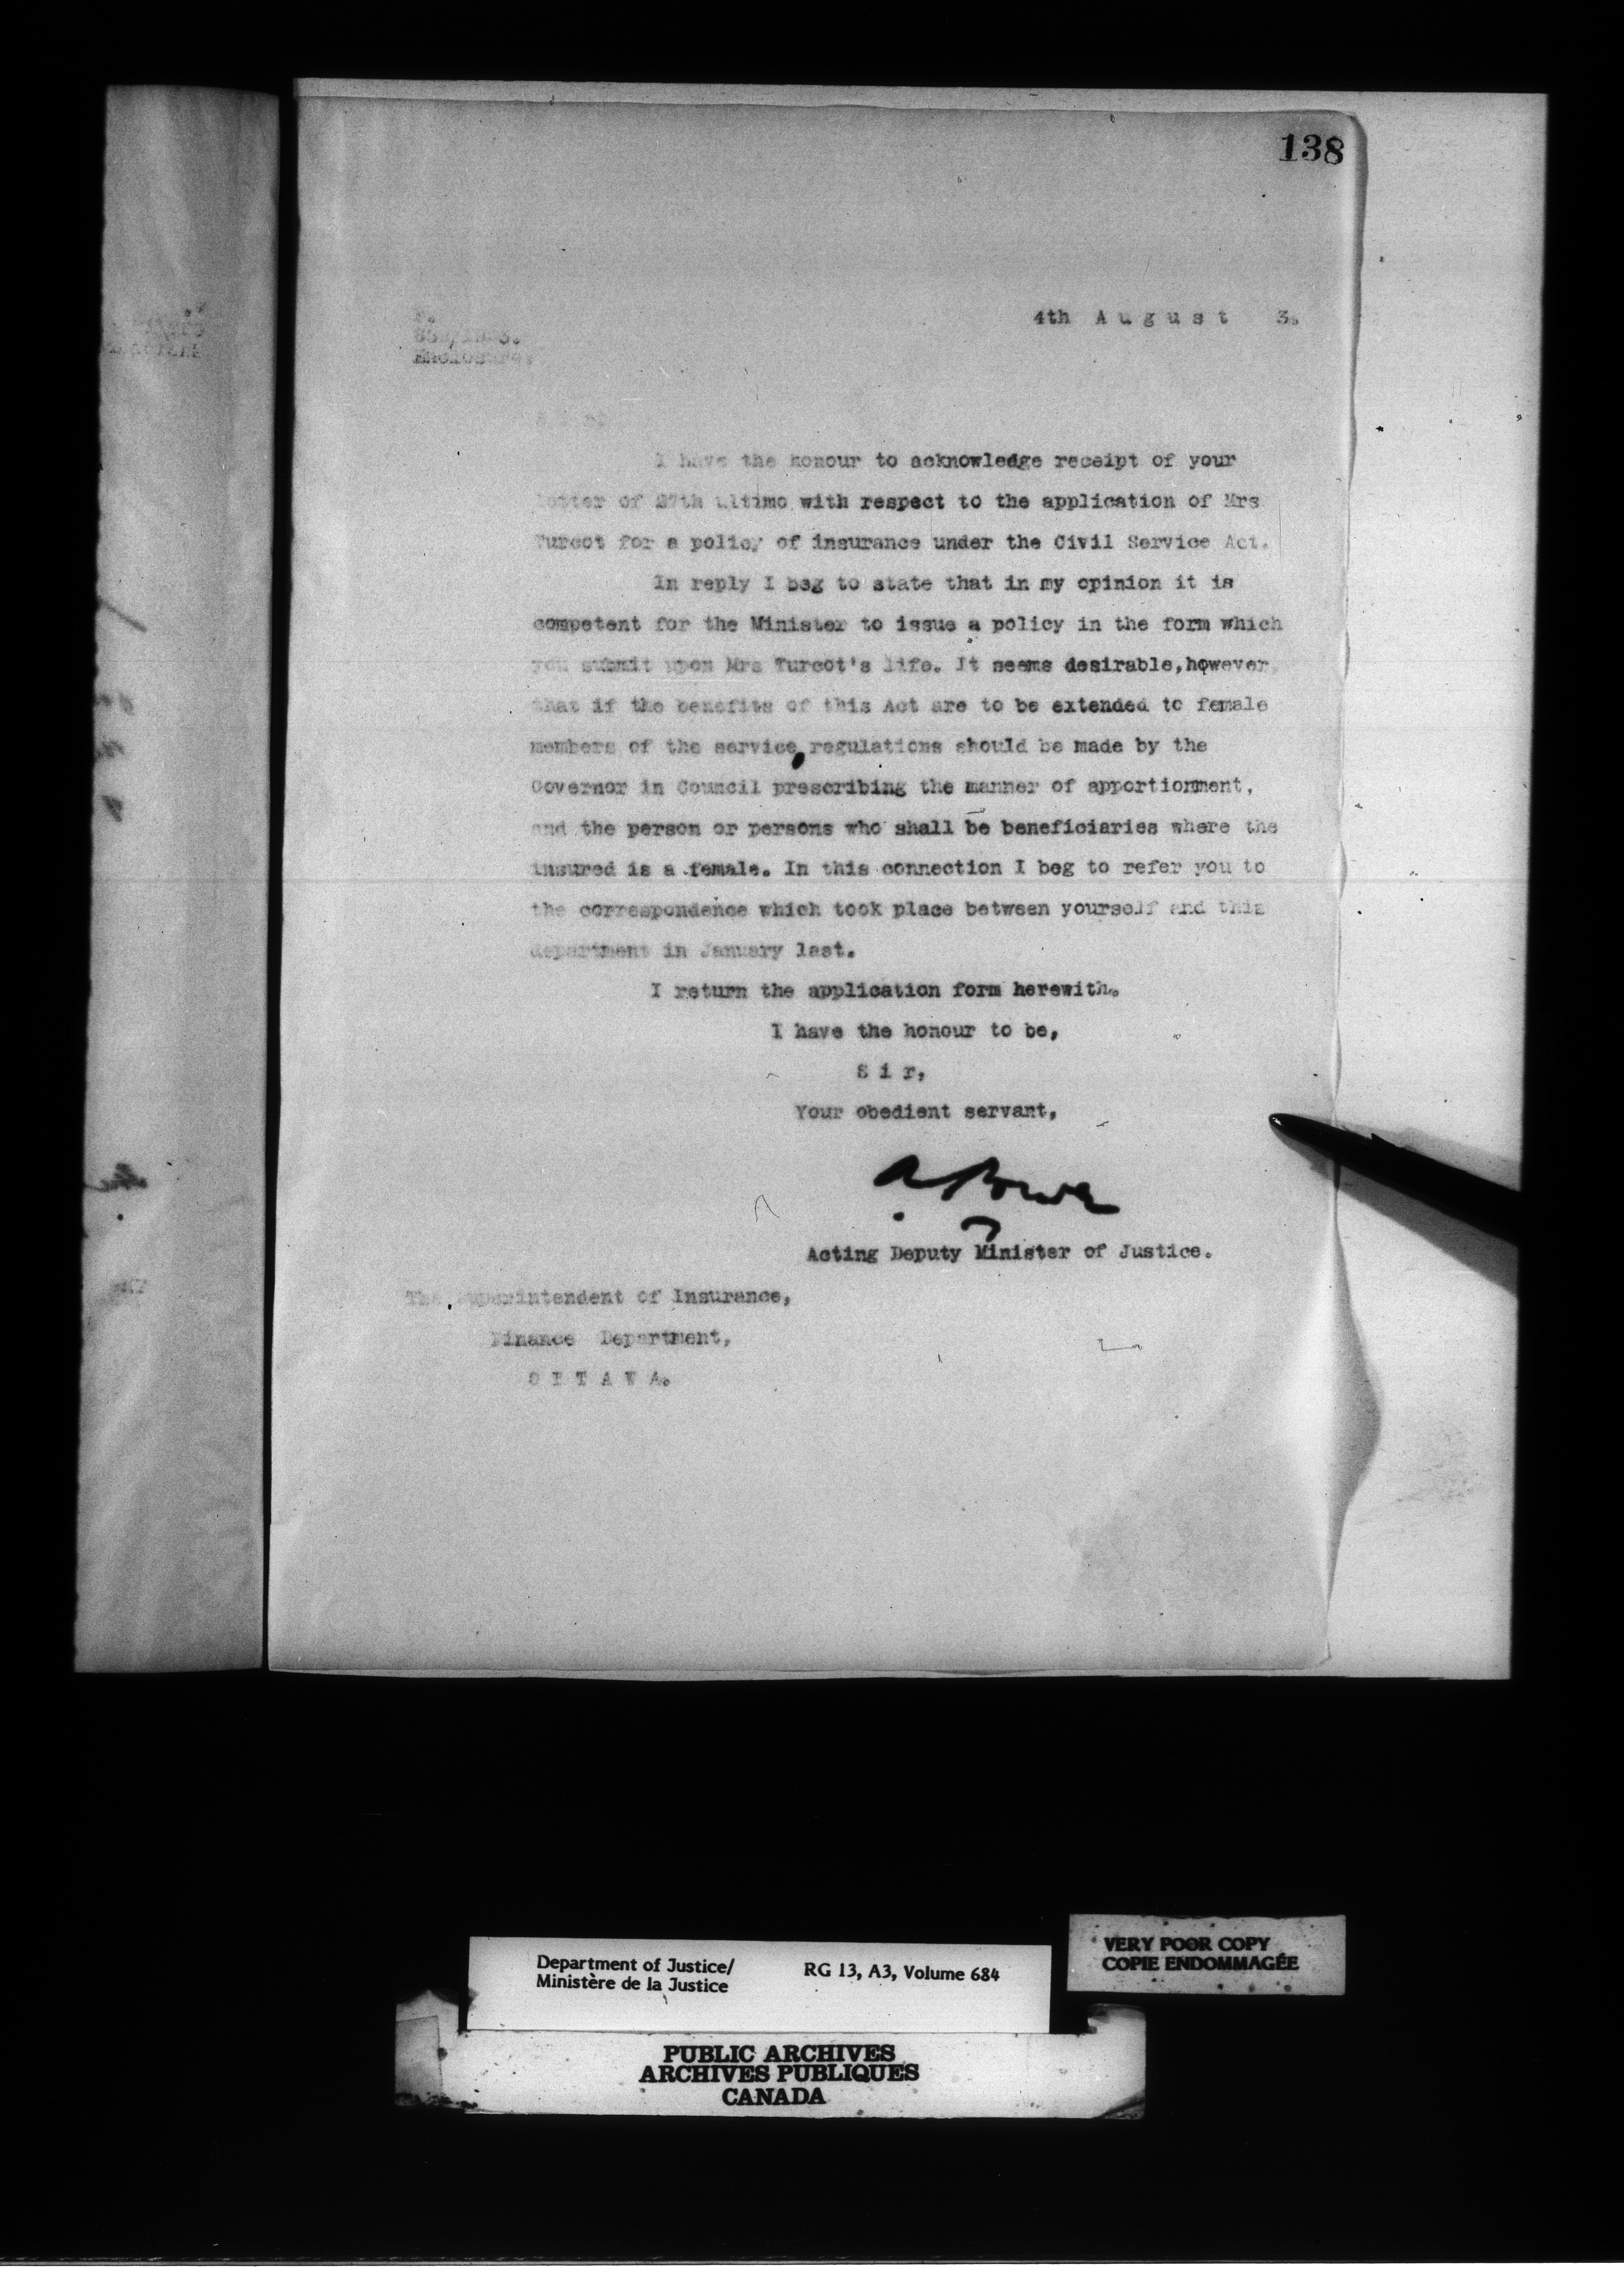 138
4th August 3.
I have the honour to acknowledge receipt of your
letter of 27th ultimo with respect to the application of Mrs
Turcot for a policy of insurance under the Civil Service Act.
In reply I beg to state that in my opinion it is
competent for the Minister to issue a policy in the form which
you submit upon Mrs Turcot's life. It seems desirable, however,
that if the benefits of this Act are to be extended to female
members of the service, regulations should be made by the
Governor in Council prescribing the manner of apportionment,
and the person or persons who shall be beneficiaries where the
insured is a female. In this connection I beg to refer you to
the correspondence which took place between yourself and this
department in January last.
I return the application form herewith.
I have the honour to be,
Sir,
Your obedient servant,
A Power
Acting Deputy Minister of Justice.
The Superintendent of Insurance,
Finance Department,
OTTAWA.
Department of Justice/
Ministère de la Justice
RG 13, A3, Volume 684
VERY POOR COPY
COPIE ENDOMMAGÉE
PUBLIC ARCHIVES
ARCHIVES PUBLIQUES
CANADA